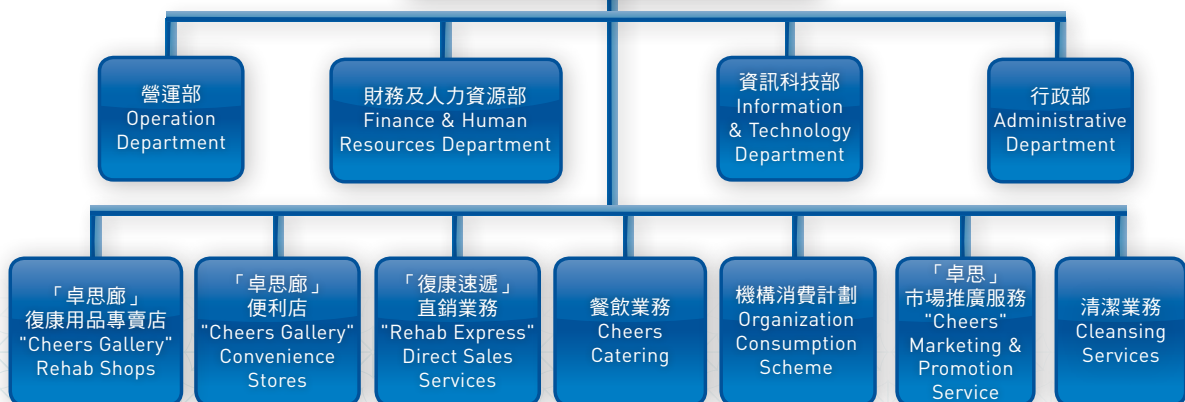 營運部
Operation
Department
財務及人力資源部
Finance & Human
Resources Department
資訊科技部
Information
& Technology
Department
行政部
Administrative
Department
「卓思廊」
復康用品專賣店
"Cheers Gallery"
Rehab Shops
「卓思廊」
便利店
"Cheers Gallery"
Convenience
Stores
「復康速遞」
直銷業務
"Rehab Express"
Direct Sales
Services
餐飲業務
Cheers
Catering
機構消費計劃
Organization
Consumption
Scheme
「卓思」
市場推廣服務
"Cheers"
Marketing &
Promotion
Service
清潔業務
Cleansing
Services